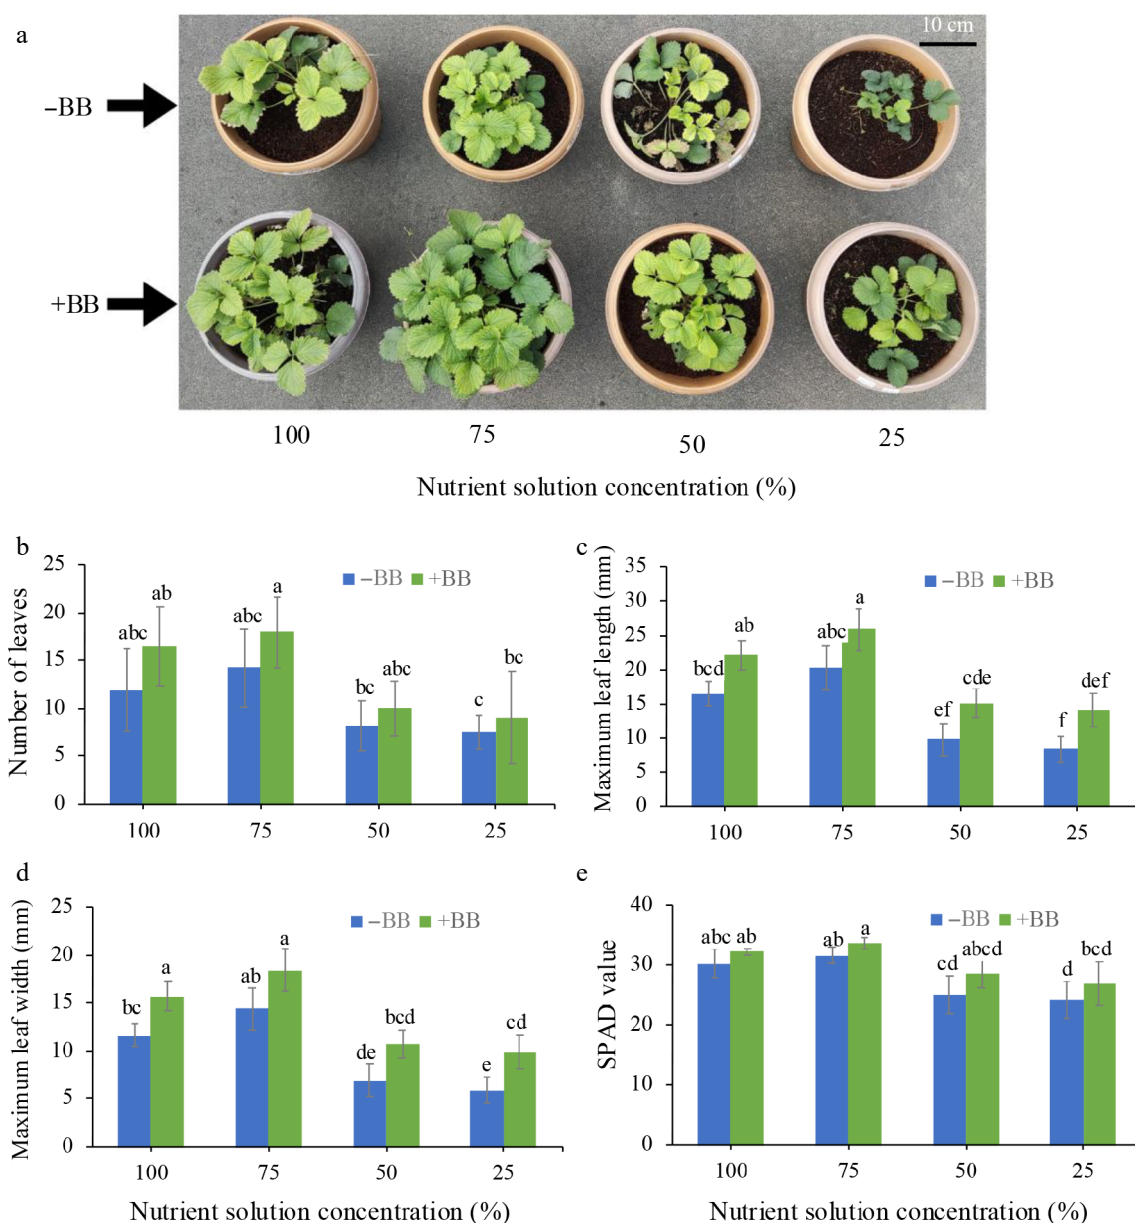 a
10 cm
–BB
+BB
100 75 50 25
Nutrient solution concentration (%)
b
Number of leaves
25
20
15
10
5
0
–BB +BB
abc ab abc a bc abc c bc
100 75 50 25
c
Maximum leaf length (mm)
35
30
25
20
15
10
5
0
–BB +BB
bcd ab abc a ef cde f def
100 75 50 25
d
Maximum leaf width (mm)
25
20
15
10
5
0
–BB +BB
bc a ab a de bcd e cd
100 75 50 25
Nutrient solution concentration (%)
e
SPAD value
40
30
20
10
0
–BB +BB
abc ab ab a cd abcd d bcd
100 75 50 25
Nutrient solution concentration (%)